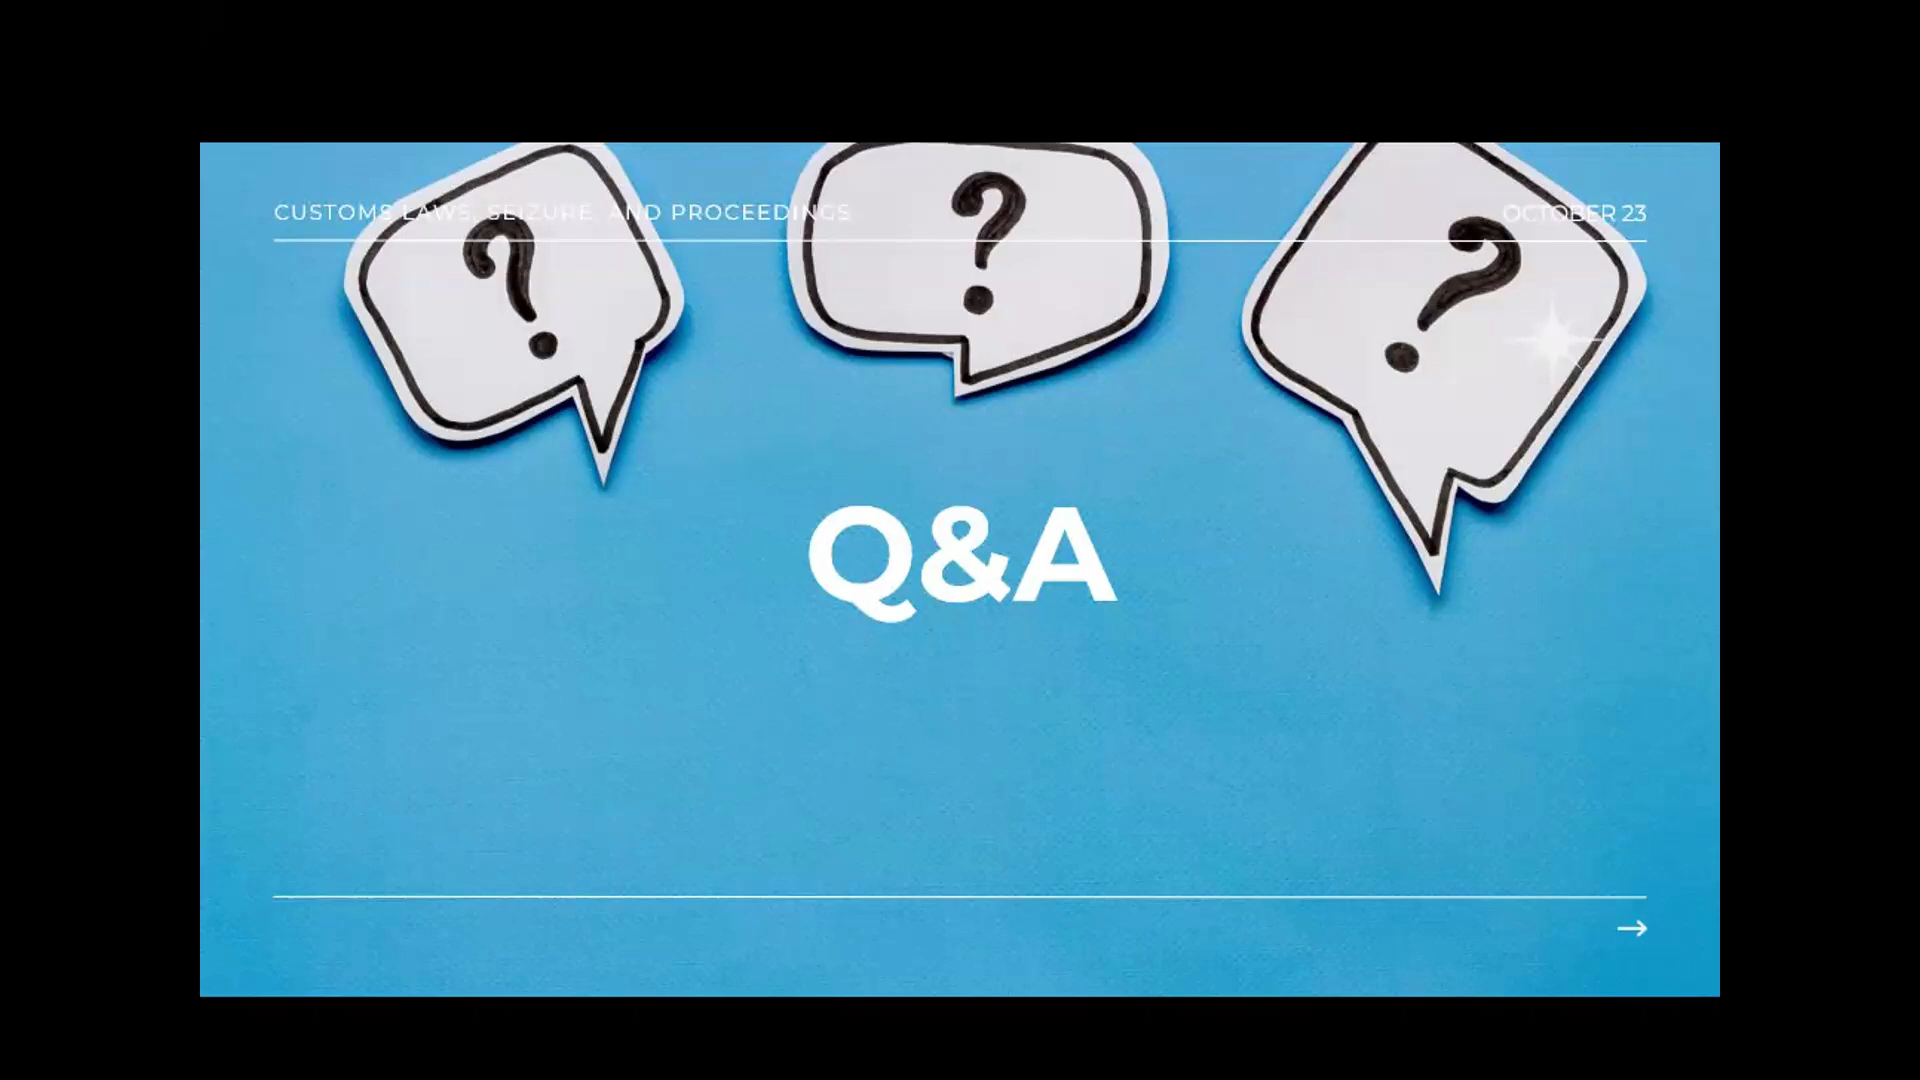 CUSTOMS LAWS, SEIZURE, AND PROCEEDINGS
OCTOBER 23
? ? ?
Q&A
→